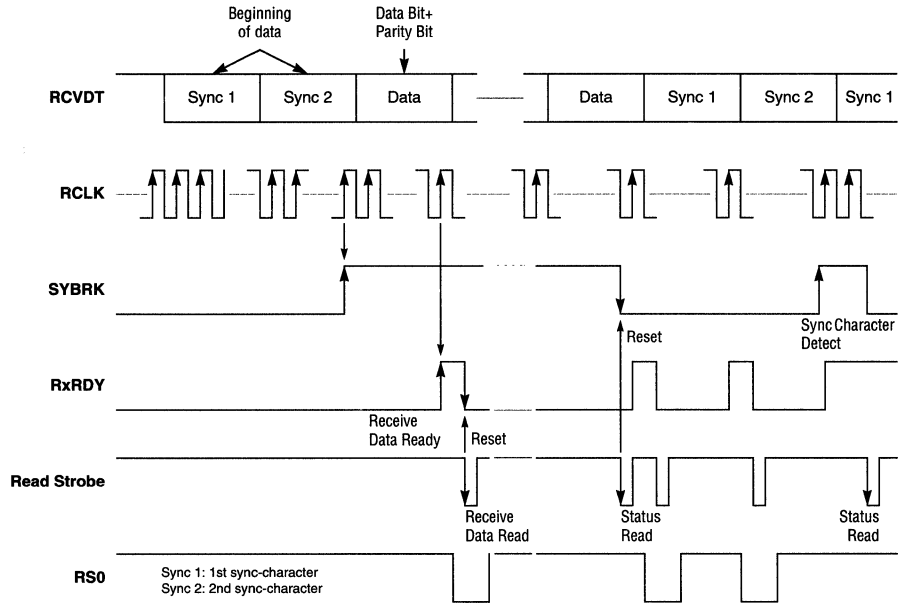 Beginning
of data
Data Bit+
Parity Bit
RCVDT
Sync 1
Sync 2
Data
Data
Sync 1
Sync 2
Sync 1
RCLK
SYBRK
Reset
Sync Character
Detect
RxRDY
Receive
Data Ready
Reset
Read Strobe
Receive
Data Read
Status
Read
Status
Read
RS0
Sync 1: 1st sync-character
Sync 2: 2nd sync-character